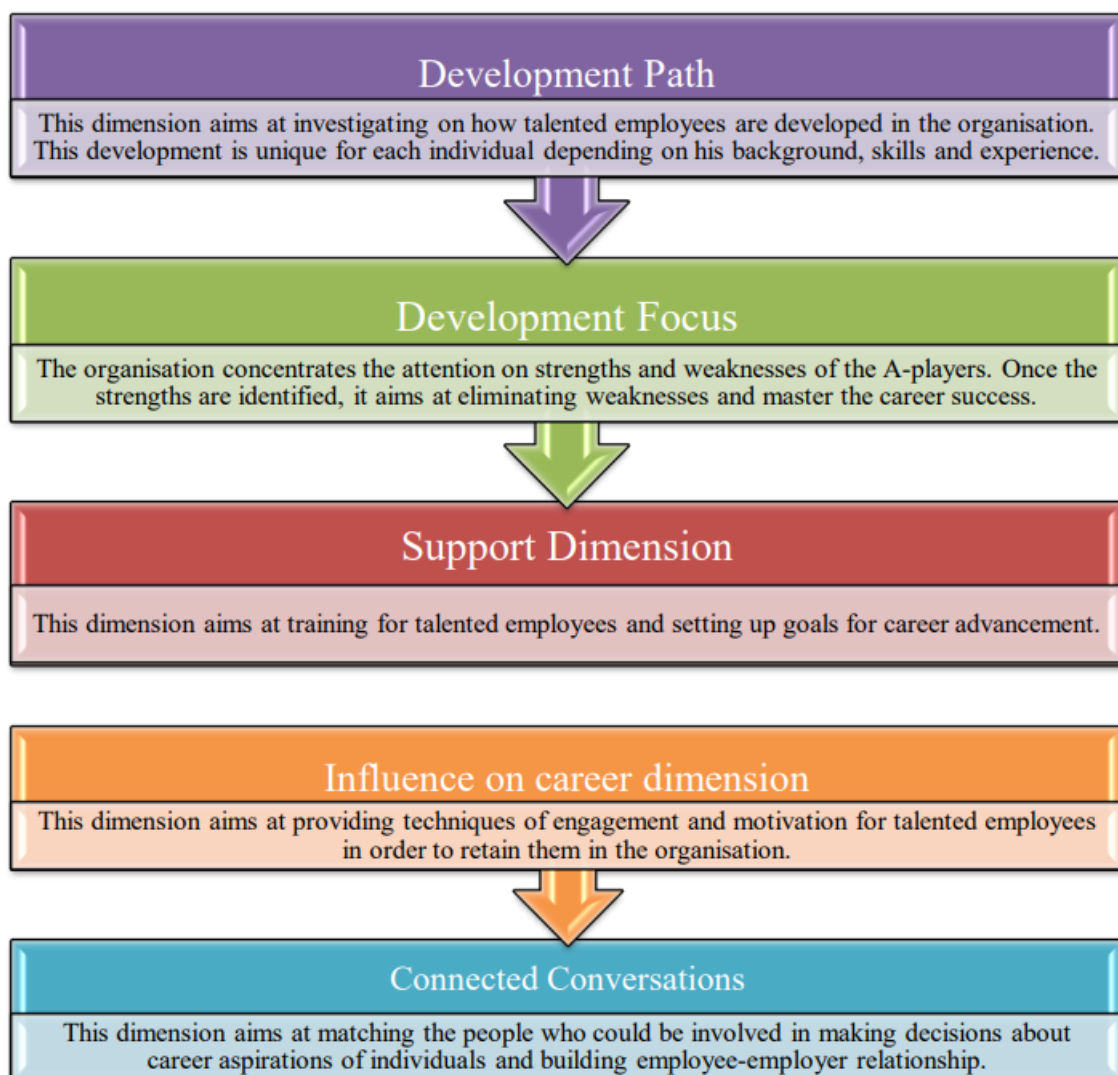 Development Path
This dimension aims at investigating on how talented employees are developed in the organisation.
This development is unique for each individual depending on his background, skills and experience.
Development Focus
The organisation concentrates the attention on strengths and weaknesses of the A-players. Once the
strengths are identified, it aims at eliminating weaknesses and master the career success.
Support Dimension
This dimension aims at training for talented employees and setting up goals for career advancement.
Influence on career dimension
This dimension aims at providing techniques of engagement and motivation for talented employees
in order to retain them in the organisation.
Connected Conversations
This dimension aims at matching the people who could be involved in making decisions about
career aspirations of individuals and building employee-employer relationship.